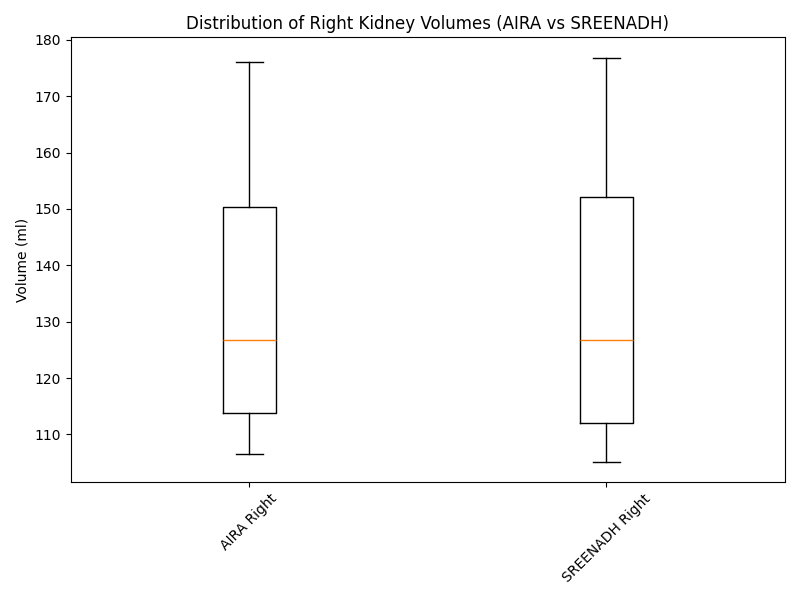 Distribution of Right Kidney Volumes (AIRA vs SREENADH)
180
170
160
150
140
130
120
110
Volume (ml)
AIRA Right
SREENADH Right